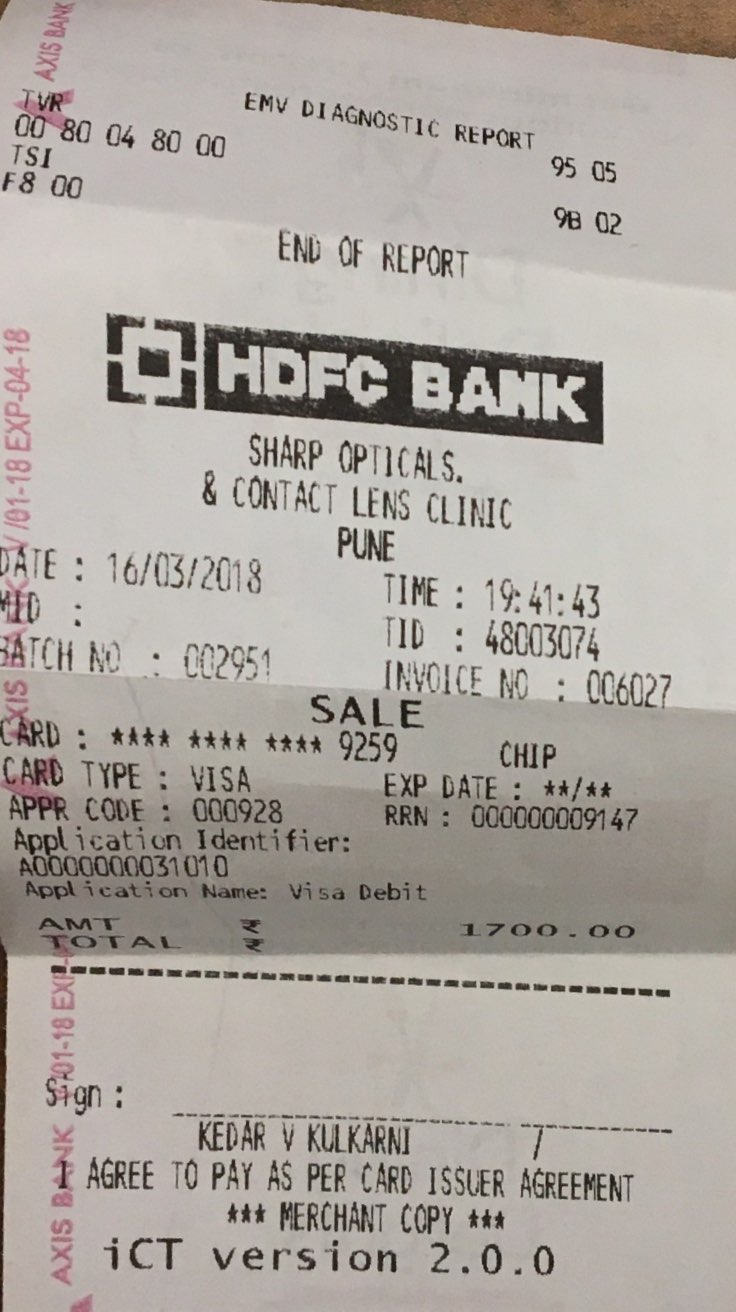 AXIS BANK
EMV DIAGNOSTIC REPORT
TVR
00 80 04 80 00 95 05
TSI
F8 00 9B 02
END OF REPORT
HDFC BANK
SHARP OPTICALS.
& CONTACT LENS CLINIC
PUNE
DATE : 16/03/2018 TIME : 19:41:43
MID : TID : 48003074
BATCH NO : 002951 INVOICE NO : 006027
SALE
CARD : **** **** **** 9259 CHIP
CARD TYPE : VISA EXP DATE : **/**
APPR CODE : 000928 RRN : 000000009147
Application Identifier:
A0000000031010
Application Name: Visa Debit
AMT ₹ 1700.00
TOTAL ₹
Sign :
KEDAR V KULKARNI /
I AGREE TO PAY AS PER CARD ISSUER AGREEMENT
*** MERCHANT COPY ***
iCT version 2.0.0
/01-18 EXP-04-18
AXIS BANK
/01-18 EXP-
AXIS BANK